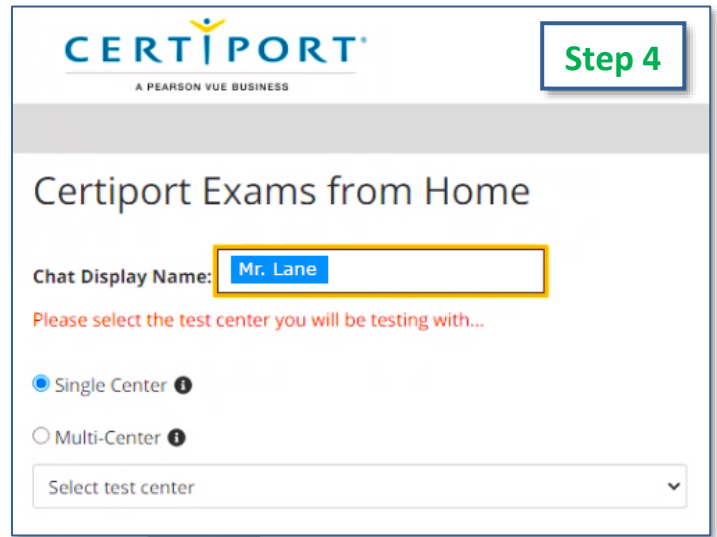 CERTIPORT
A PEARSON VUE BUSINESS
Step 4
Certiport Exams from Home
Chat Display Name: Mr. Lane
Please select the test center you will be testing with...
Single Center
Multi-Center
Select test center